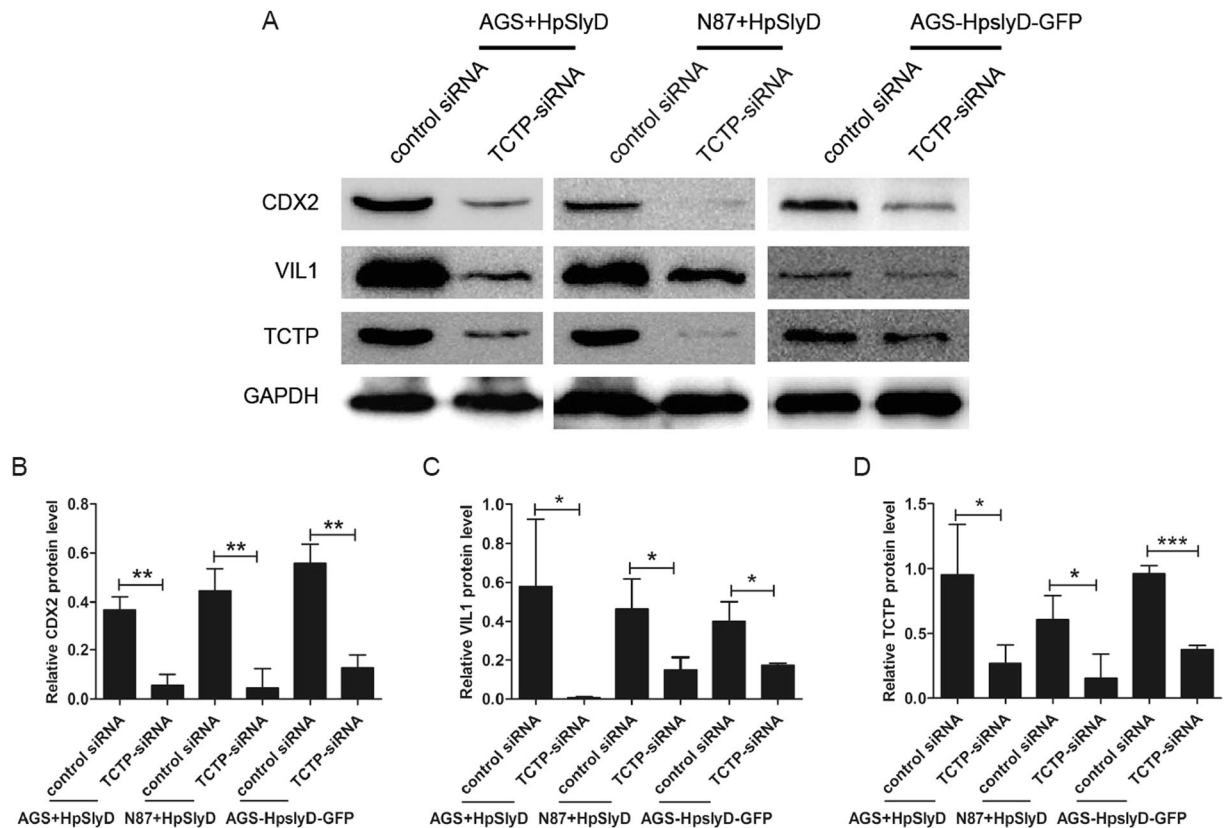 A
AGS+HpSlyD
N87+HpSlyD
AGS-HpslyD-GFP
control siRNA
TCTP-siRNA
control siRNA
TCTP-siRNA
control siRNA
TCTP-siRNA
CDX2
VIL1
TCTP
GAPDH
B
Relative CDX2 protein level
0.8
0.6
0.4
0.2
0.0
**
**
**
control siRNA
TCTP-siRNA
control siRNA
TCTP-siRNA
control siRNA
TCTP-siRNA
AGS+HpSlyD
N87+HpSlyD
AGS-HpslyD-GFP
C
Relative VIL1 protein level
1.0
0.8
0.6
0.4
0.2
0.0
*
*
*
control siRNA
TCTP-siRNA
control siRNA
TCTP-siRNA
control siRNA
TCTP-siRNA
AGS+HpSlyD
N87+HpSlyD
AGS-HpslyD-GFP
D
Relative TCTP protein level
1.5
1.0
0.5
0.0
*
*
***
control siRNA
TCTP-siRNA
control siRNA
TCTP-siRNA
control siRNA
TCTP-siRNA
AGS+HpSlyD
N87+HpSlyD
AGS-HpslyD-GFP